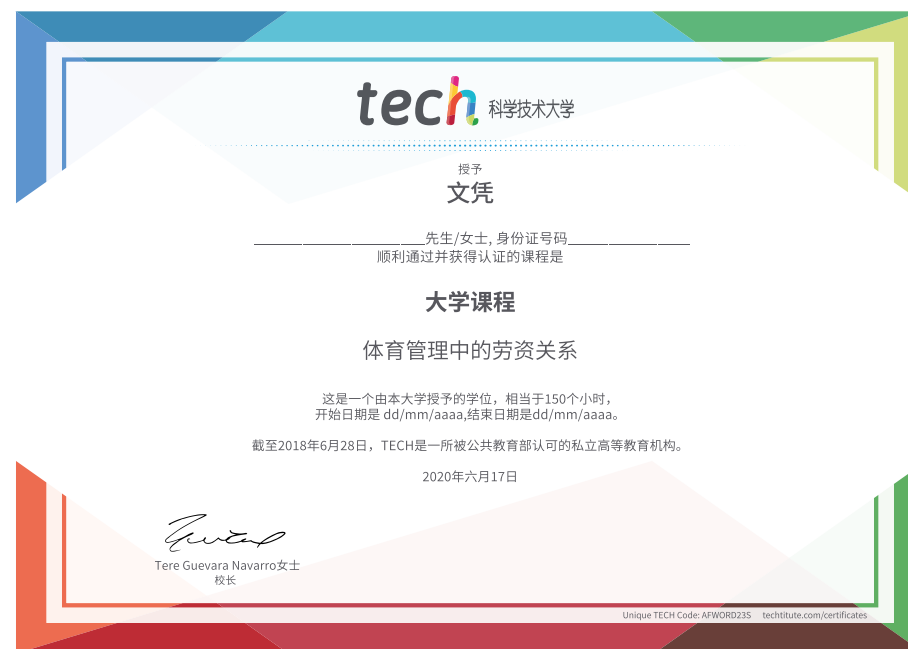 tech 科学技术大学
授予
文凭
先生/女士, 身份证号码
顺利通过并获得认证的课程是
大学课程
体育管理中的劳资关系
这是一个由本大学授予的学位，相当于150个小时，
开始日期是 dd/mm/aaaa,结束日期是dd/mm/aaaa。
截至2018年6月28日，TECH是一所被公共教育部认可的私立高等教育机构。
2020年六月17日
Tere Guevara Navarro女士
校长
Unique TECH Code: AFWORD23S techtitute.com/certificates